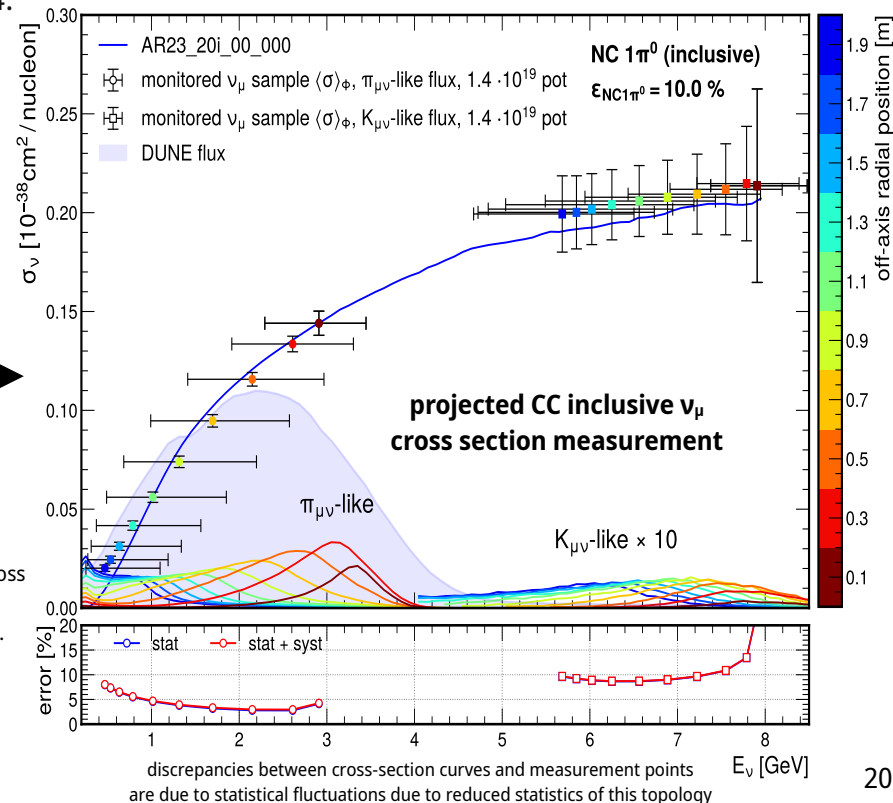 4.
0.30
0.25
0.20
0.15
0.10
0.05
0.00
σν [10⁻³⁸cm² / nucleon]
AR23_20i_00_000
monitored νμ sample ⟨σ⟩Φ, πμν-like flux, 1.4 ·10¹⁹ pot
monitored νμ sample ⟨σ⟩Φ, Kμν-like flux, 1.4 ·10¹⁹ pot
DUNE flux
NC 1π⁰ (inclusive)
εNC1π⁰ = 10.0 %
projected CC inclusive νμ
cross section measurement
πμν-like
Kμν-like × 10
1.9
1.7
1.5
1.3
1.1
0.9
0.7
0.5
0.3
0.1
off-axis radial position [m]
oss
.
20
15
10
5
0
error [%]
stat
stat + syst
1 2 3 4 5 6 7 8
Eν [GeV]
discrepancies between cross-section curves and measurement points
are due to statistical fluctuations due to reduced statistics of this topology
20